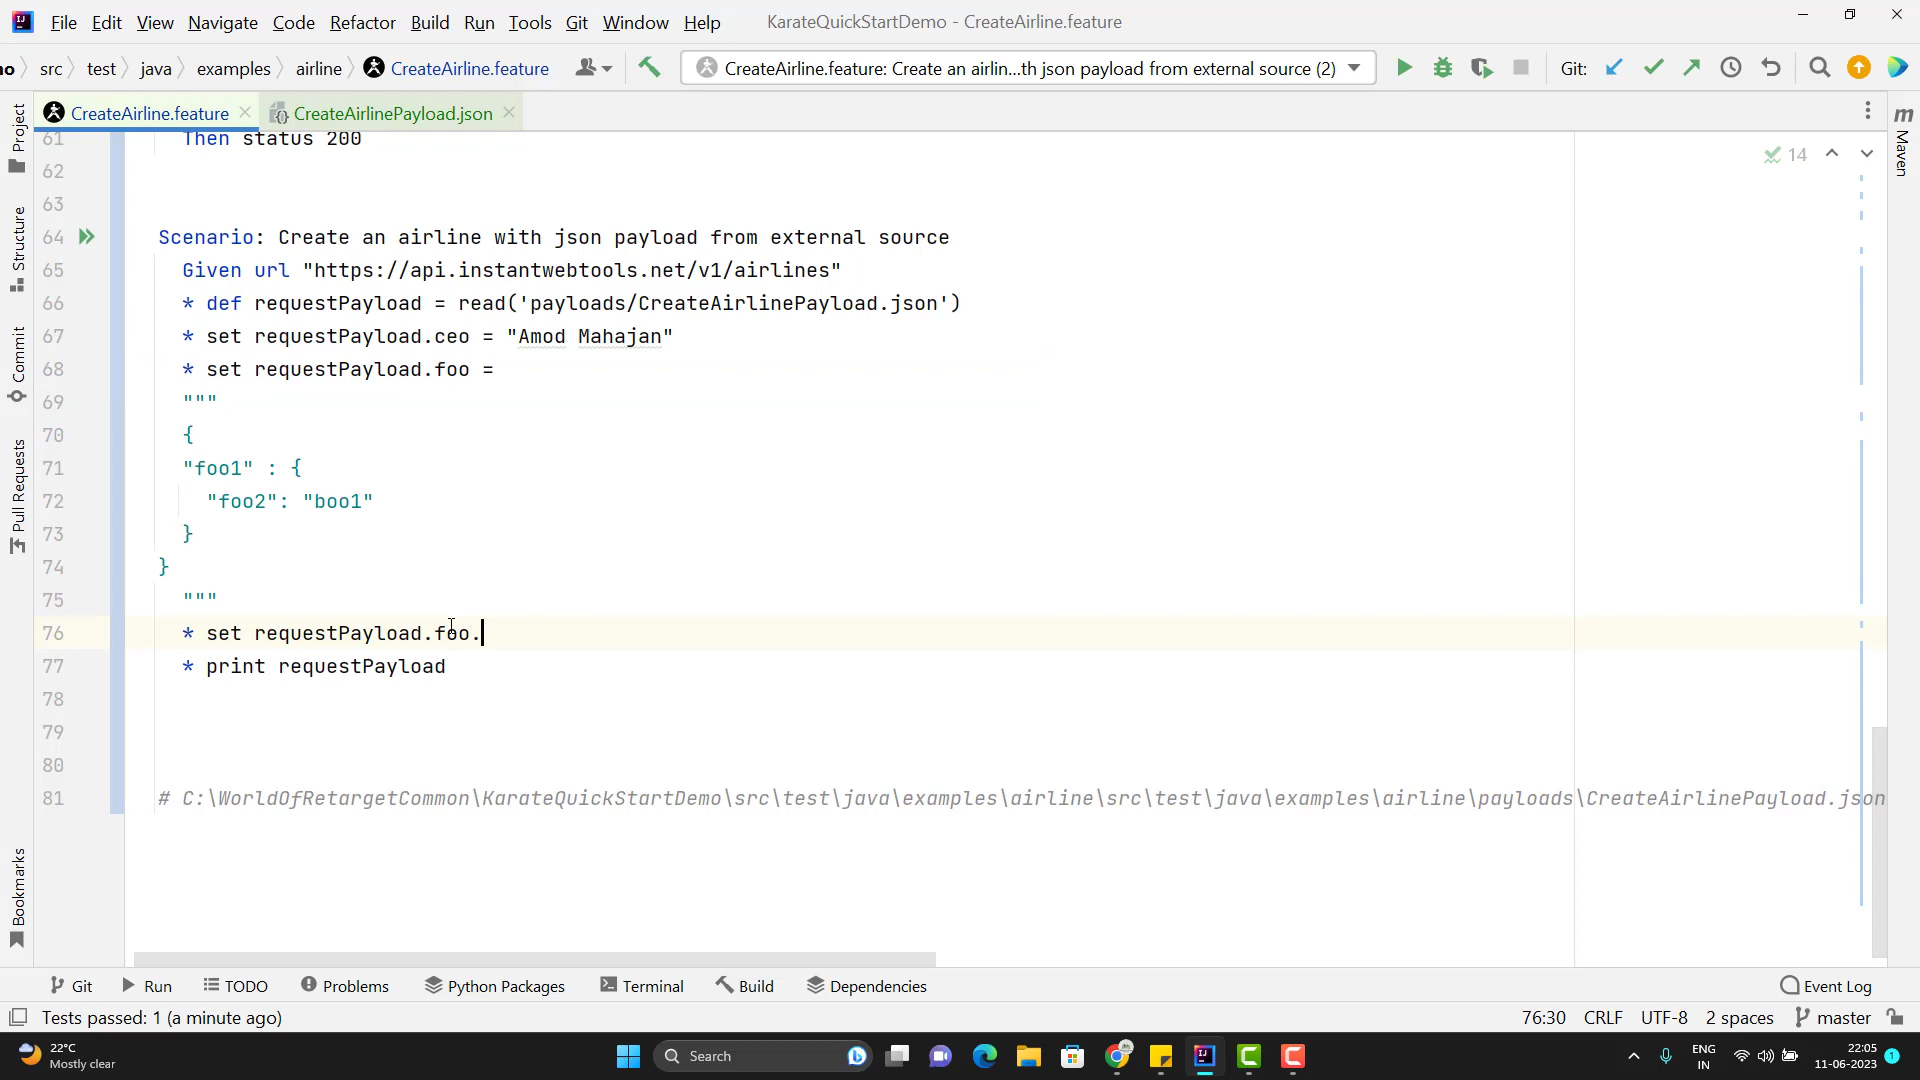 File Edit View Navigate Code Refactor Build Run Tools Git Window Help KarateQuickStartDemo - CreateAirline.feature
src test java examples airline CreateAirline.feature CreateAirline.feature: Create an airlin...th json payload from external source (2) Git:
CreateAirline.feature CreateAirlinePayload.json
Project
Structure
Commit
Pull Requests
Bookmarks
m Maven
14
61 Then status 200
62
63
64 Scenario: Create an airline with json payload from external source
65 Given url "https://api.instantwebtools.net/v1/airlines"
66 * def requestPayload = read('payloads/CreateAirlinePayload.json')
67 * set requestPayload.ceo = "Amod Mahajan"
68 * set requestPayload.foo =
69 """
70 {
71 "foo1" : {
72 "foo2": "boo1"
73 }
74 }
75 """
76 * set requestPayload.foo.
77 * print requestPayload
78
79
80
81 # C:\WorldOfRetargetCommon\KarateQuickStartDemo\src\test\java\examples\airline\src\test\java\examples\airline\payloads\CreateAirlinePayload.json
Git Run TODO Problems Python Packages Terminal Build Dependencies Event Log
Tests passed: 1 (a minute ago) 76:30 CRLF UTF-8 2 spaces master
22°C
Mostly clear
Search
ENG
IN
22:05
11-06-2023
1